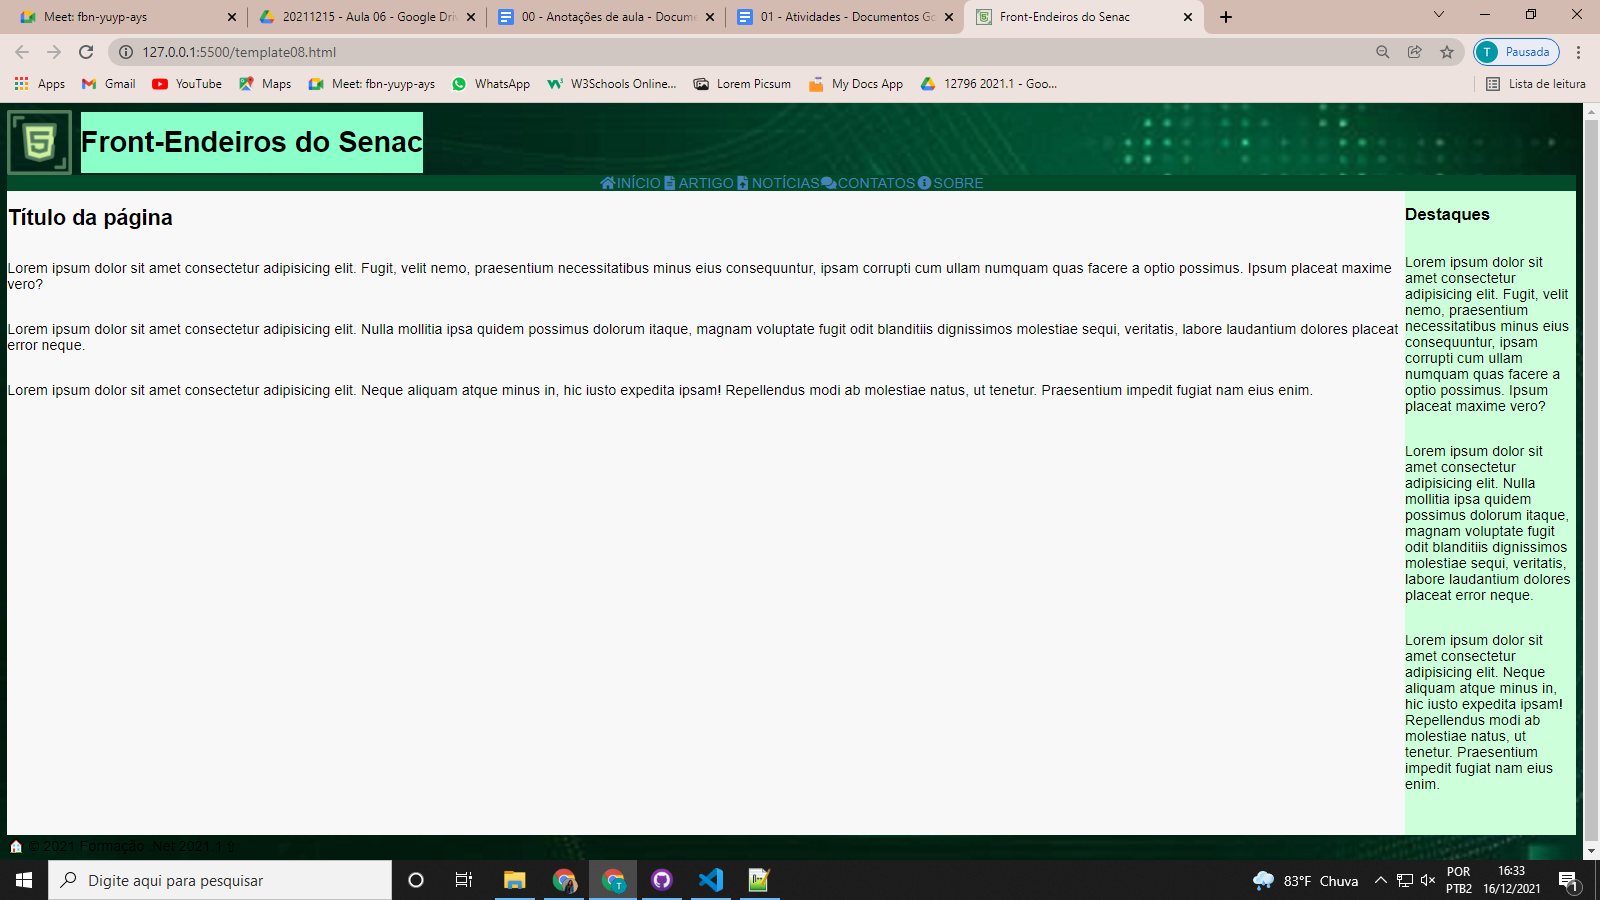 Meet: fbn-yuyp-ays
20211215 - Aula 06 - Google Dri
00 - Anotações de aula - Docume
01 - Atividades - Documentos Go
Front-Endeiros do Senac
127.0.0.1:5500/template08.html
T
Pausada
Apps
Gmail
YouTube
Maps
Meet: fbn-yuyp-ays
WhatsApp
W3Schools Online...
Lorem Picsum
My Docs App
12796 2021.1 - Goo...
Lista de leitura
Front-Endeiros do Senac
INÍCIO ARTIGO NOTÍCIAS CONTATOS SOBRE
Título da página
Lorem ipsum dolor sit amet consectetur adipisicing elit. Fugit, velit nemo, praesentium necessitatibus minus eius consequuntur, ipsam corrupti cum ullam numquam quas facere a optio possimus. Ipsum placeat maxime
vero?
Lorem ipsum dolor sit amet consectetur adipisicing elit. Nulla mollitia ipsa quidem possimus dolorum itaque, magnam voluptate fugit odit blanditiis dignissimos molestiae sequi, veritatis, labore laudantium dolores placeat
error neque.
Lorem ipsum dolor sit amet consectetur adipisicing elit. Neque aliquam atque minus in, hic iusto expedita ipsam! Repellendus modi ab molestiae natus, ut tenetur. Praesentium impedit fugiat nam eius enim.
Destaques
Lorem ipsum dolor sit
amet consectetur
adipisicing elit. Fugit, velit
nemo, praesentium
necessitatibus minus eius
consequuntur, ipsam
corrupti cum ullam
numquam quas facere a
optio possimus. Ipsum
placeat maxime vero?
Lorem ipsum dolor sit
amet consectetur
adipisicing elit. Nulla
mollitia ipsa quidem
possimus dolorum itaque,
magnam voluptate fugit
odit blanditiis dignissimos
molestiae sequi, veritatis,
labore laudantium dolores
placeat error neque.
Lorem ipsum dolor sit
amet consectetur
adipisicing elit. Neque
aliquam atque minus in,
hic iusto expedita ipsam!
Repellendus modi ab
molestiae natus, ut
tenetur. Praesentium
impedit fugiat nam eius
enim.
© 2021 Formação .Net 2021.1
Digite aqui para pesquisar
83°F Chuva
POR
PTB2
16:33
16/12/2021
1